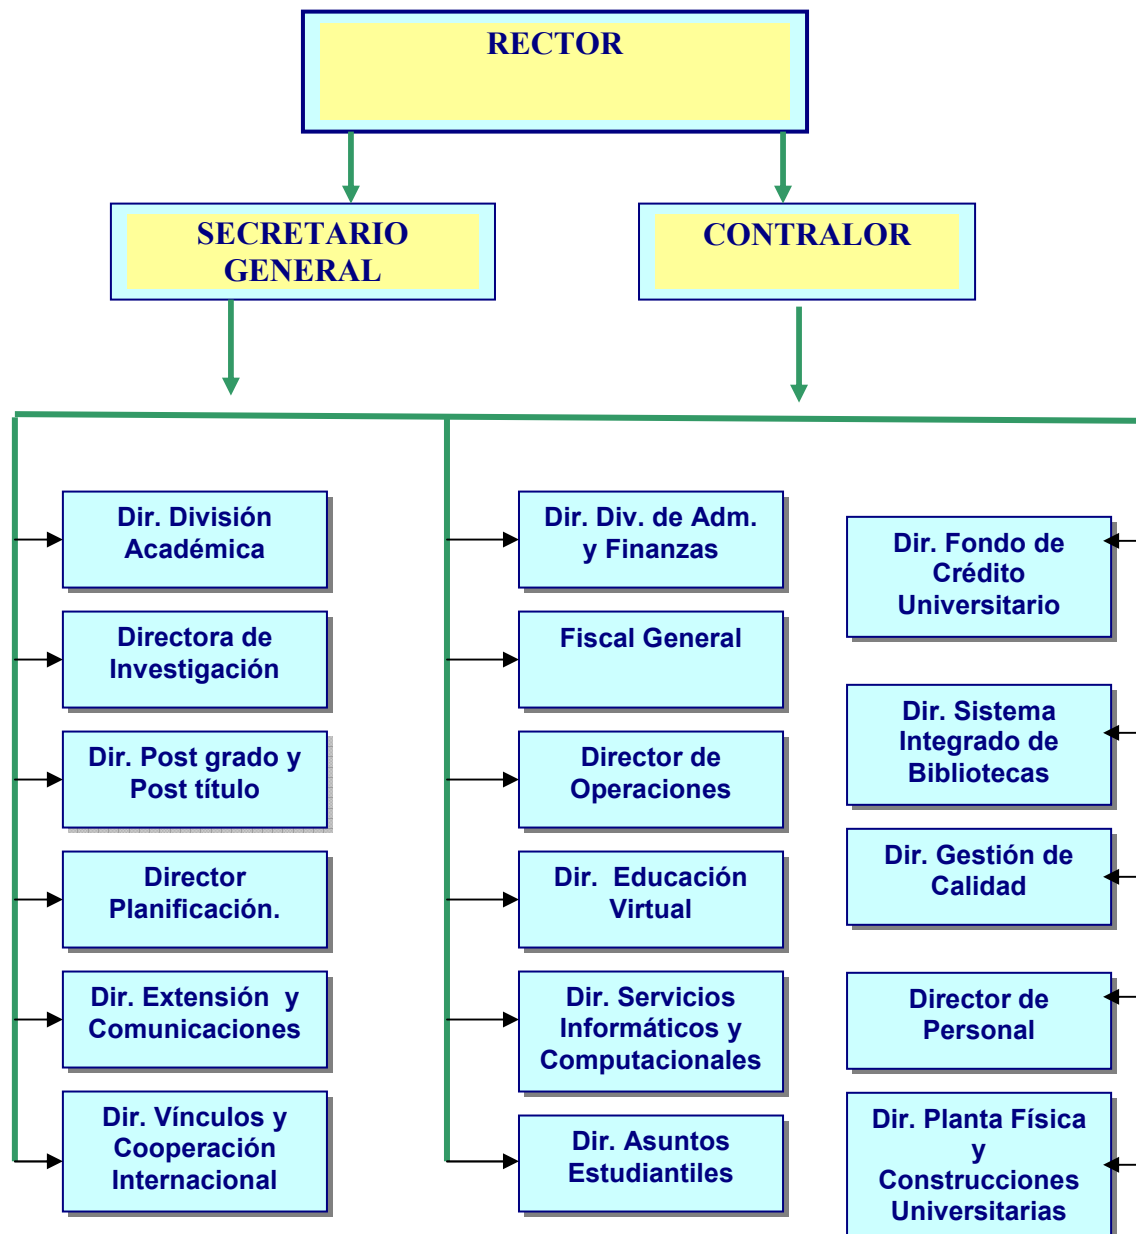 RECTOR
SECRETARIO
GENERAL
CONTRALOR
Dir. División
Académica
Directora de
Investigación
Dir. Post grado y
Post título
Director
Planificación.
Dir. Extensión  y
Comunicaciones
Dir. Vínculos y
Cooperación
Internacional
Dir. Div. de Adm.
y Finanzas
Fiscal General
Director de
Operaciones
Dir.  Educación
Virtual
Dir. Servicios
Informáticos y
Computacionales
Dir. Asuntos
Estudiantiles
Dir. Fondo de
Crédito
Universitario
Dir. Sistema
Integrado de
Bibliotecas
Dir. Gestión de
Calidad
Director de
Personal
Dir. Planta Física
y
Construcciones
Universitarias